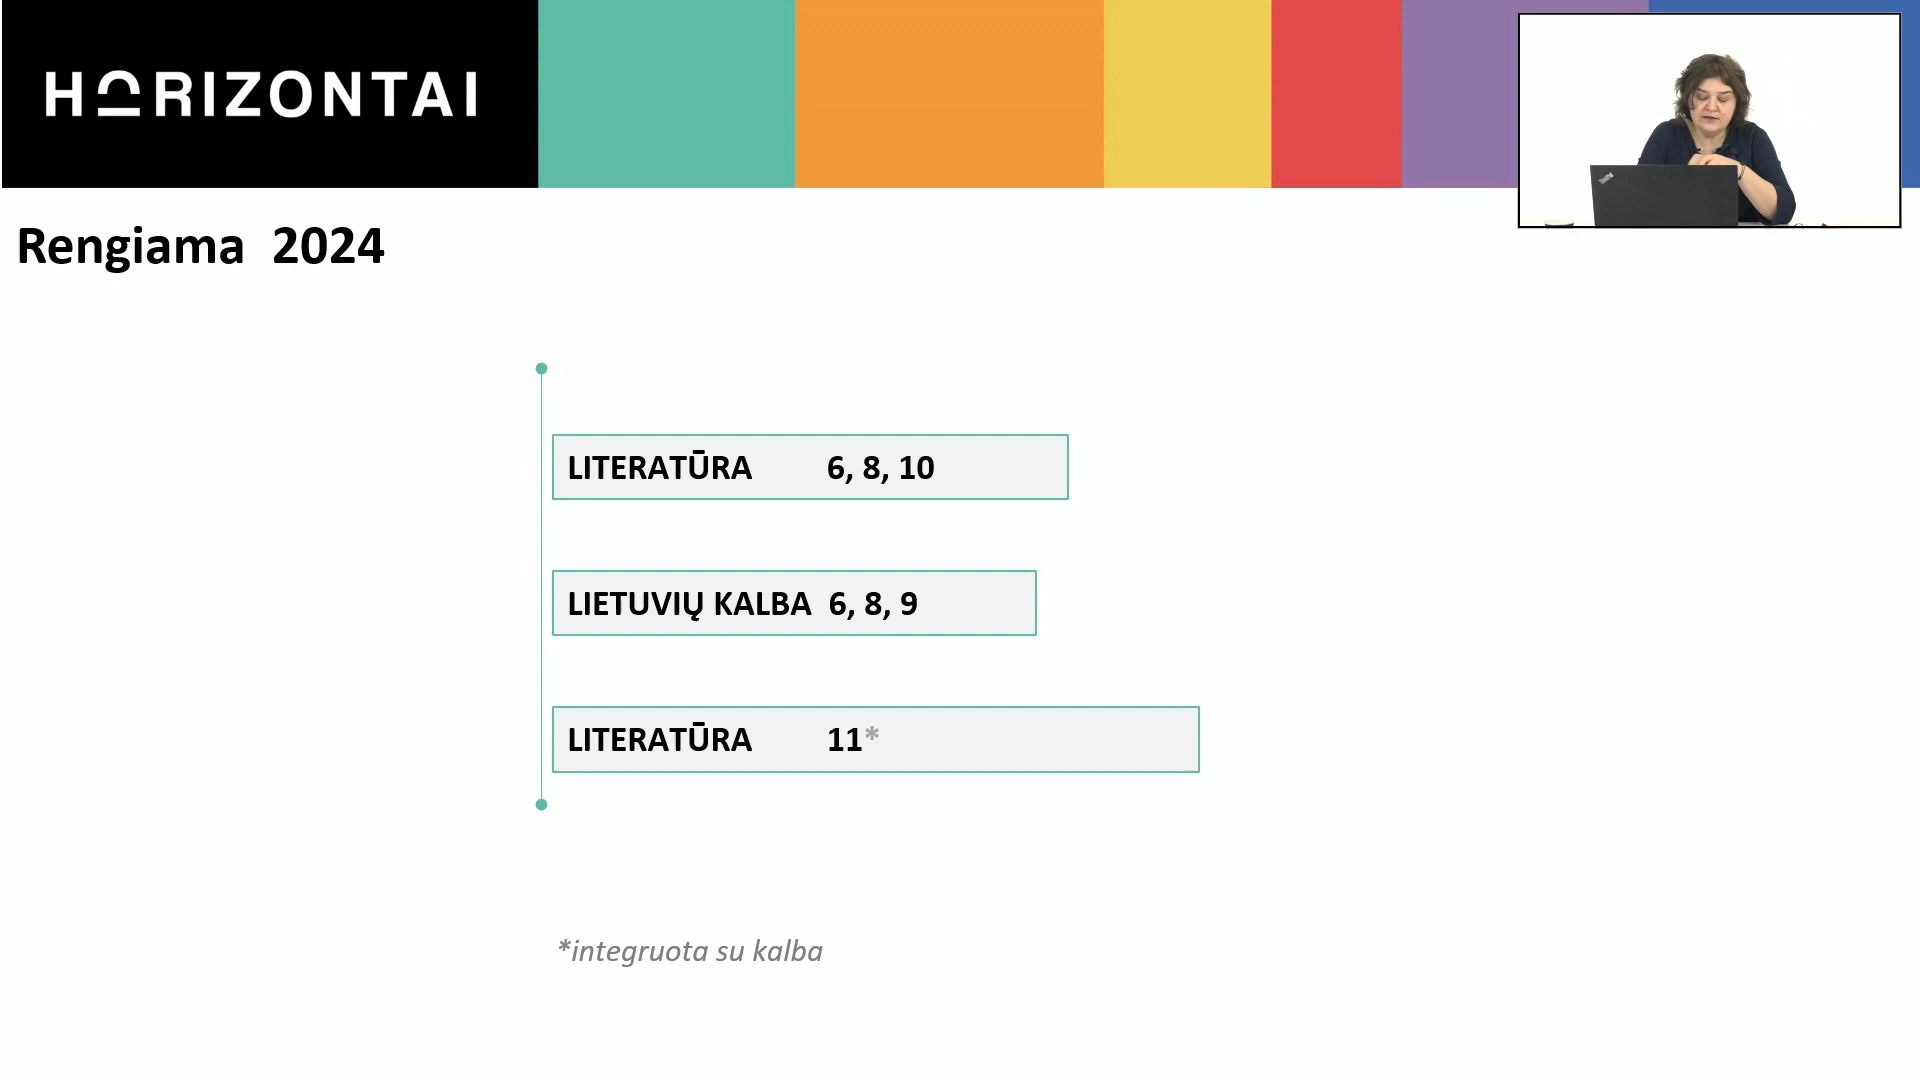 HORIZONTAI
Rengiama 2024
LITERATŪRA 6, 8, 10
LIETUVIŲ KALBA 6, 8, 9
LITERATŪRA 11*
*integruota su kalba